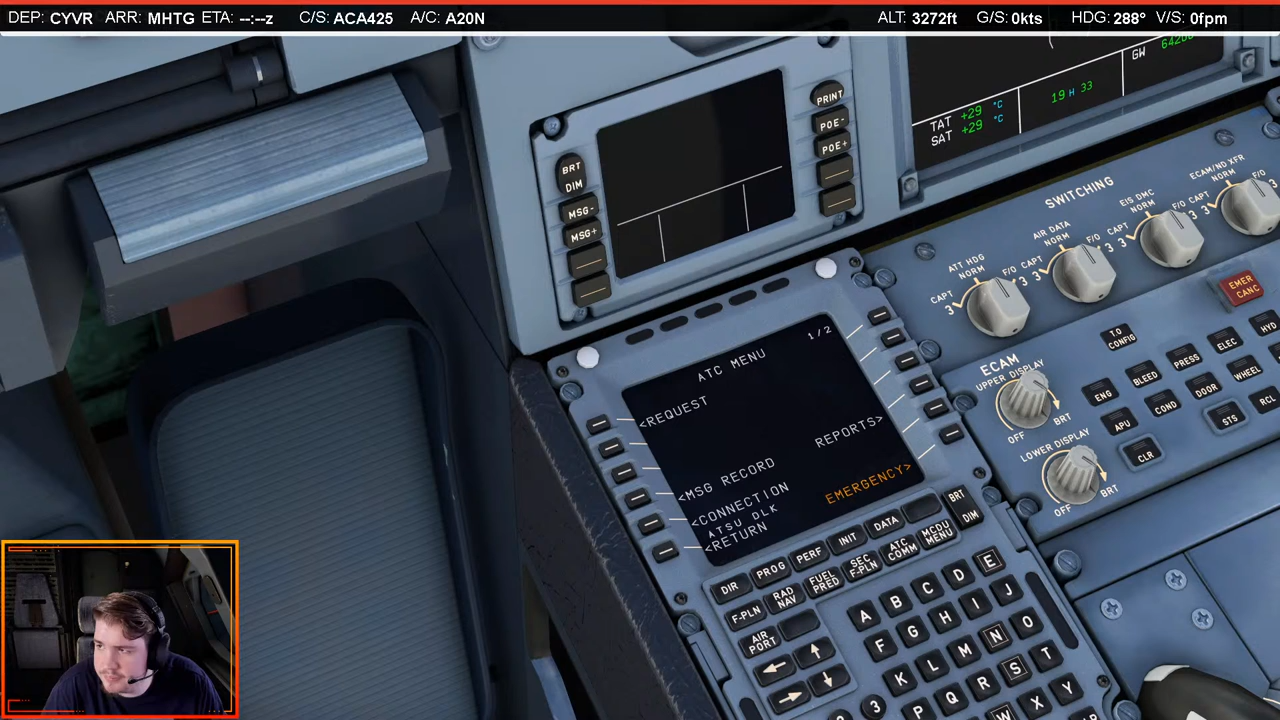 DEP: CYVR ARR: MHTG ETA: --:--z C/S: ACA425 A/C: A20N ALT: 3272ft G/S: 0kts HDG: 288° V/S: 0fpm
BRT
DIM
MSG-
MSG+
PRINT
POE-
POE+
TAT +29 °C
SAT +29 °C
19 H 33
GW
SWITCHING
ATT HDG
NORM
CAPT
3
F/O
3
AIR DATA
NORM
CAPT
3
F/O
3
EIS DMC
NORM
CAPT
3
F/O
3
ECAM/ND XFR
NORM
CAPT
3
F/O
ATC MENU 1/2
<REQUEST
REPORTS>
<MSG RECORD
<CONNECTION
EMERGENCY>
ATSU DLK
<RETURN
ECAM
UPPER DISPLAY
OFF
BRT
LOWER DISPLAY
OFF
BRT
T.O
CONFIG
EMER
CANC
ENG
BLEED
PRESS
ELEC
HYD
APU
COND
DOOR
WHEEL
CLR
STS
RCL
DIR
PROG
PERF
INIT
DATA
BRT
DIM
F-PLN
RAD
NAV
FUEL
PRED
SEC
F-PLN
ATC
COMM
MCDU
MENU
AIR
PORT
A B C D E
F G H I J
K L M N O
P Q R S T
W X Y
3